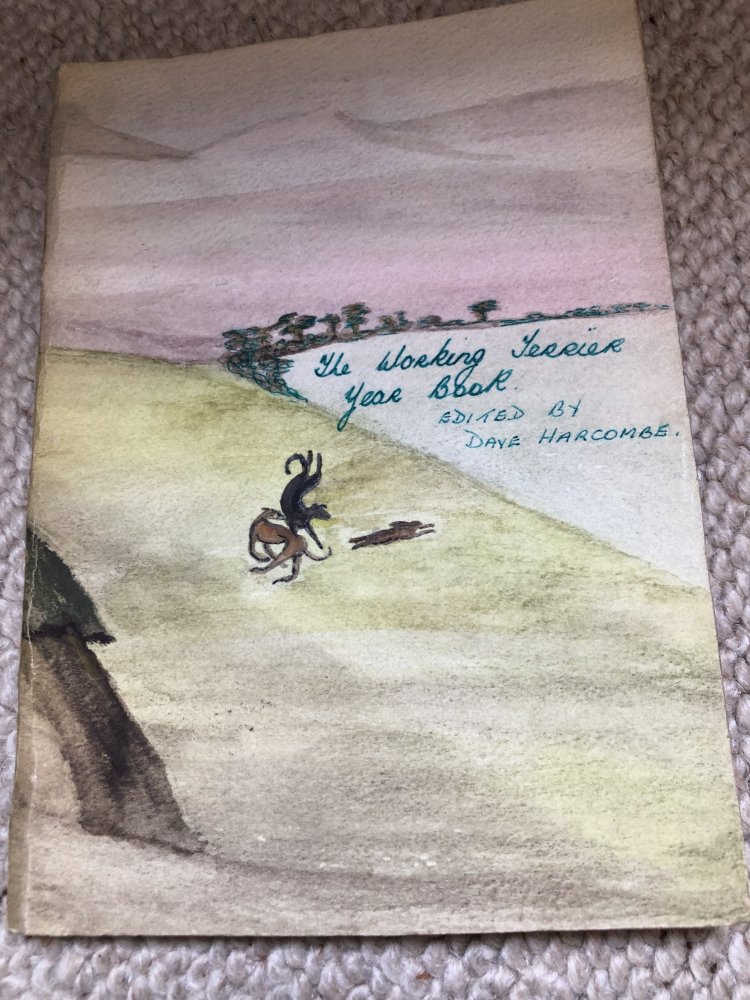 The Working Terrier
Year Book.
EDITED BY
DAVE HARCOMBE.